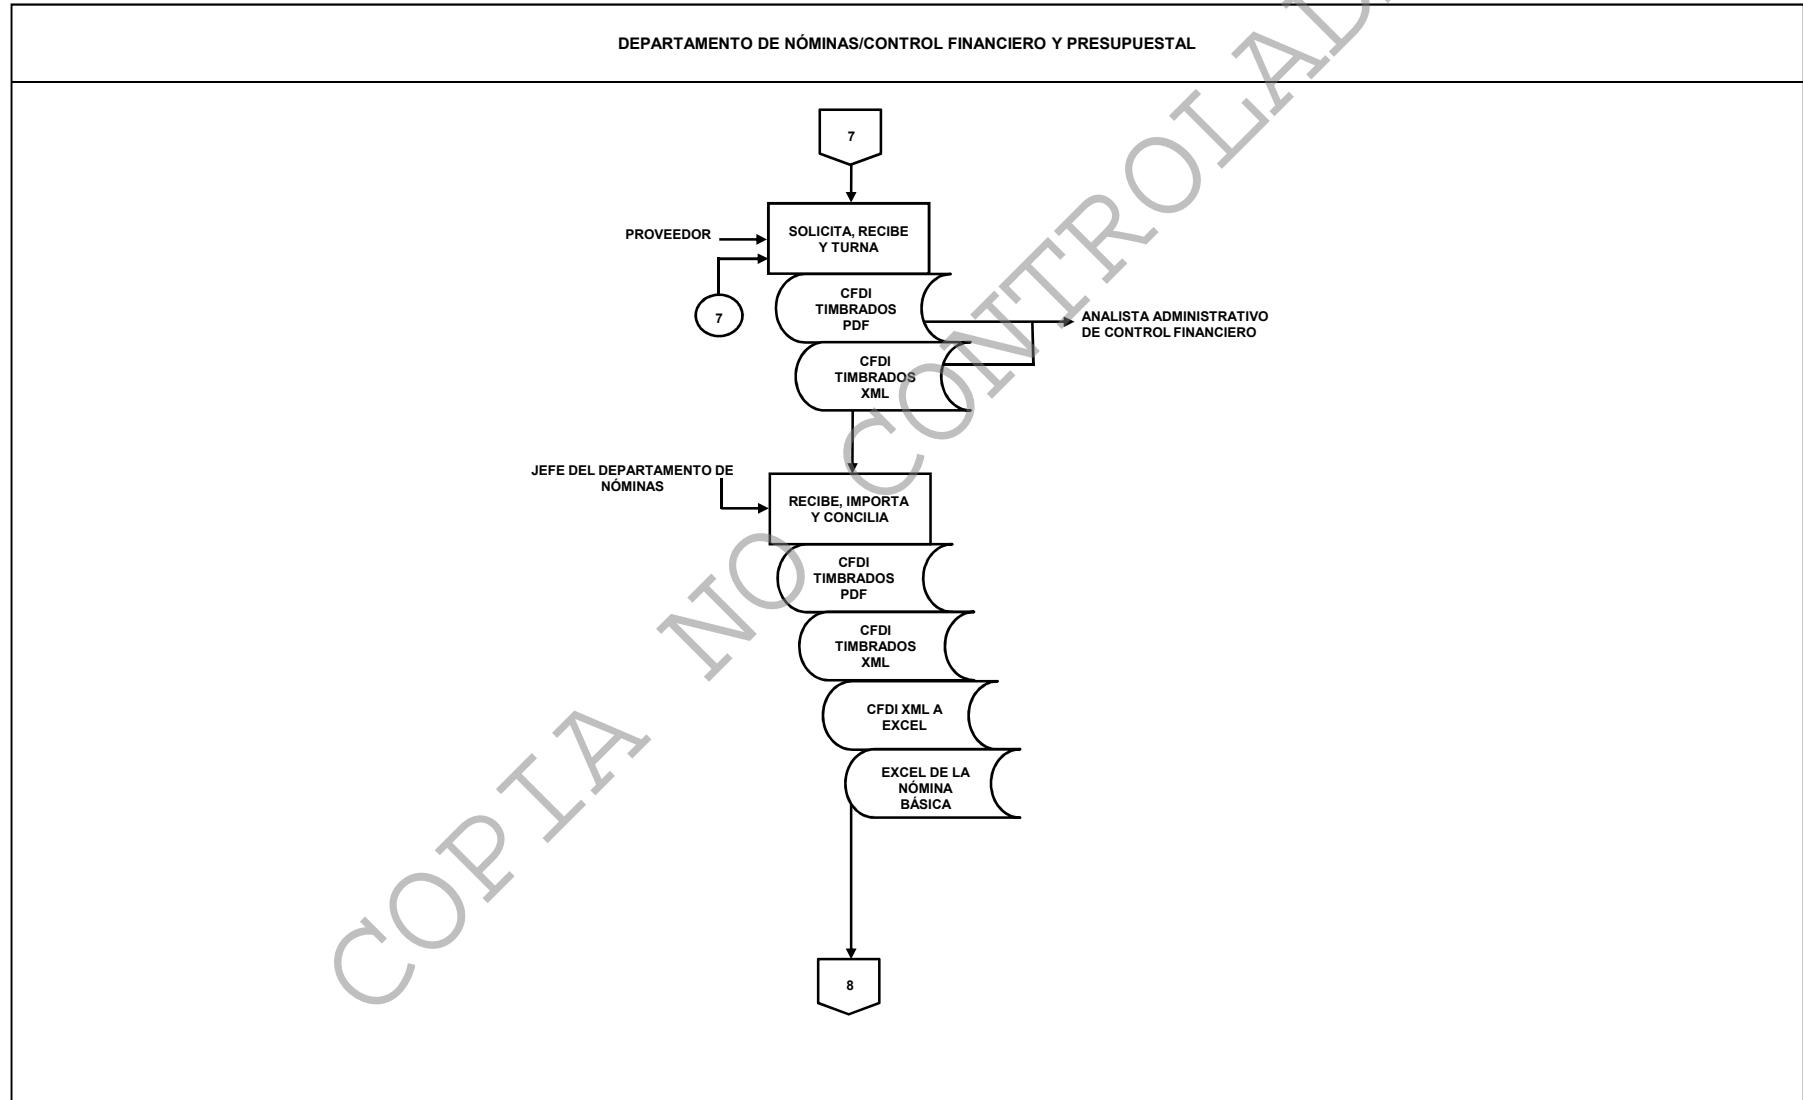 DEPARTAMENTO DE NÓMINAS/CONTROL FINANCIERO Y PRESUPUESTAL
7
PROVEEDOR
SOLICITA, RECIBE
Y TURNA
7
CFDI
TIMBRADOS
PDF
ANALISTA ADMINISTRATIVO
DE CONTROL FINANCIERO
CFDI
TIMBRADOS
XML
JEFE DEL DEPARTAMENTO DE
NÓMINAS
RECIBE, IMPORTA
Y CONCILIA
CFDI
TIMBRADOS
PDF
CFDI
TIMBRADOS
XML
CFDI XML A
EXCEL
EXCEL DE LA
NÓMINA
BÁSICA
8
COPIA NO CONTROLAD